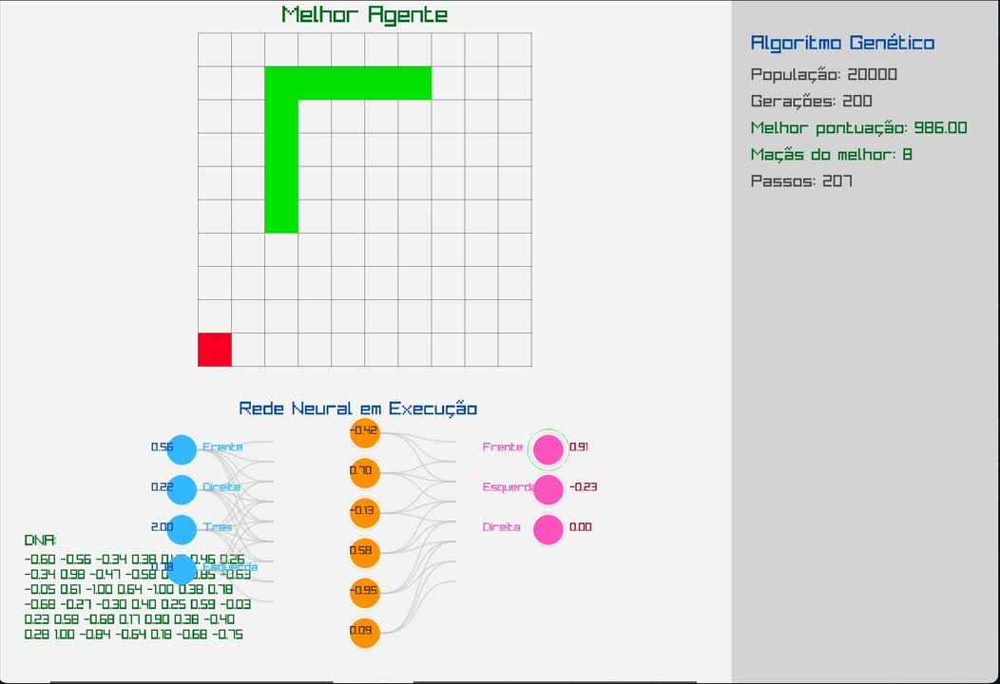 Melhor Agente
Algoritmo Genético
População: 20000
Gerações: 200
Melhor pontuação: 986.00
Maçãs do melhor: 8
Passos: 207
Rede Neural em Execução
0.56 Frente
0.22 Direita
2.00 Tras
0.78 Esquerda
-0.42
0.70
-0.13
0.58
-0.95
0.09
Frente 0.91
Esquerda -0.23
Direita 0.00
DNA:
-0.60 -0.56 -0.34 0.38 0.46 0.26
-0.34 0.98 -0.47 -0.58 0.85 -0.63
-0.05 0.61 -1.00 0.64 -1.00 0.38 0.78
-0.68 -0.27 -0.30 0.40 0.25 0.59 -0.03
0.23 0.58 -0.68 0.17 0.90 0.38 -0.40
0.28 1.00 -0.84 -0.64 0.18 -0.68 -0.75